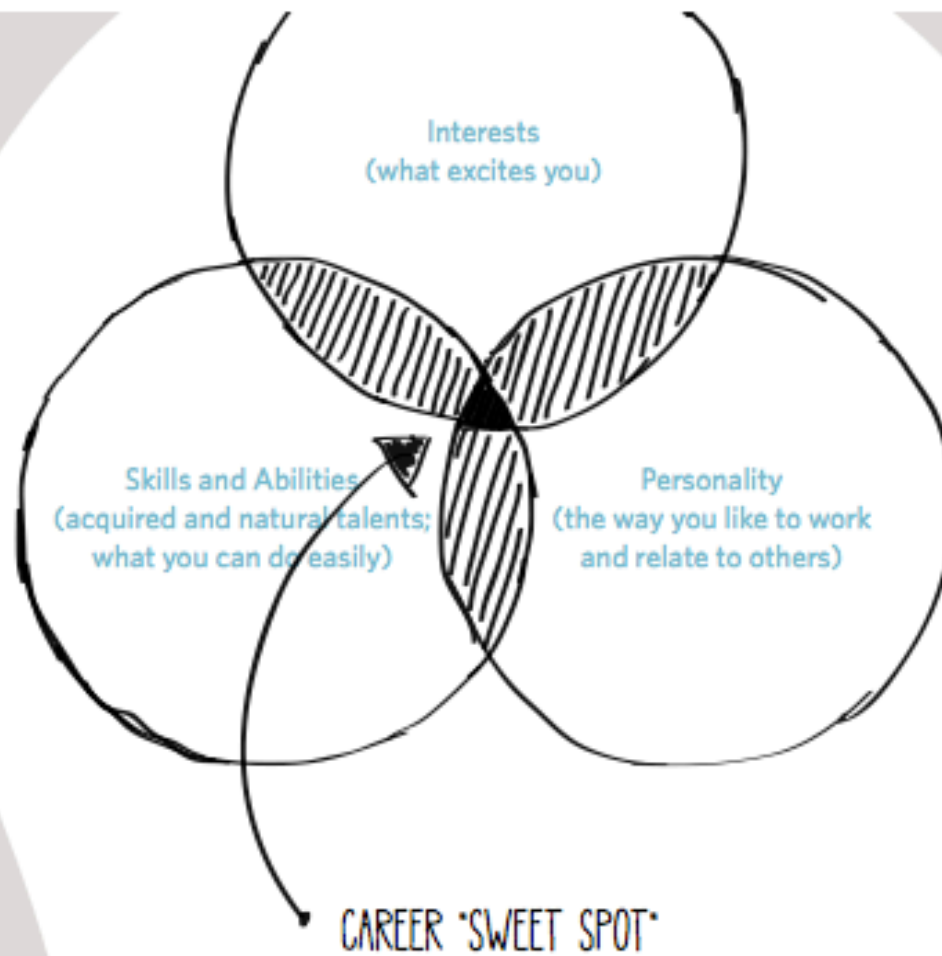 Interests
(what excites you)
Skills and Abilities
(acquired and natural talents;
what you can do easily)
Personality
(the way you like to work
and relate to others)
CAREER "SWEET SPOT"